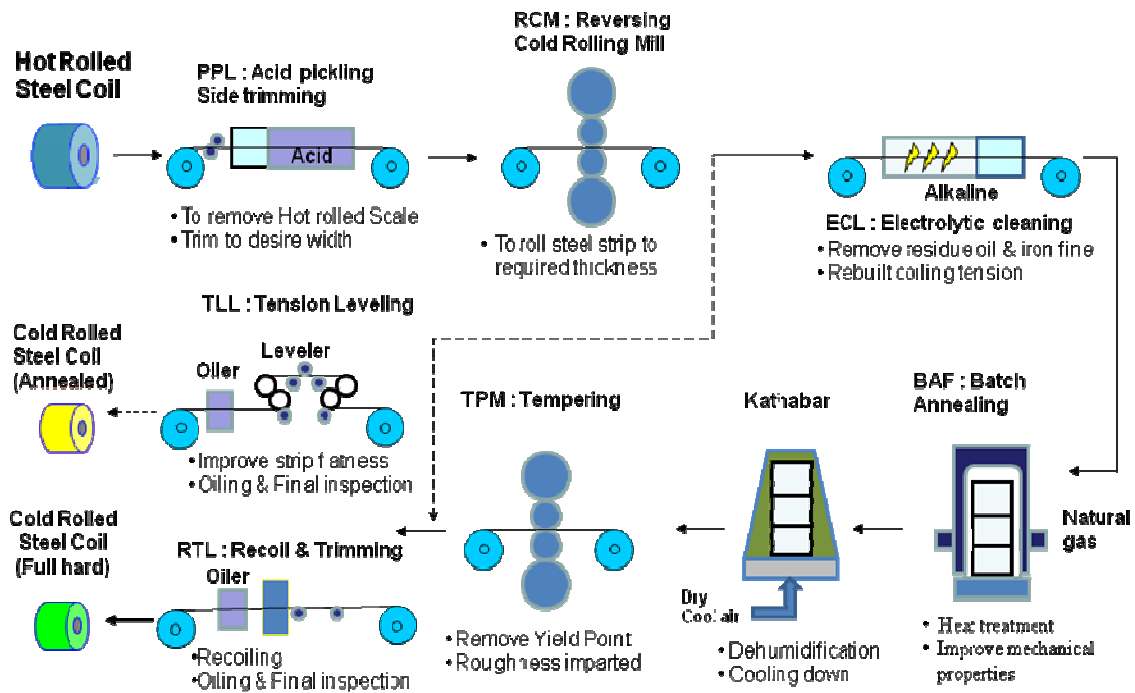 Hot Rolled
Steel Coil
PPL : Acid pickling
Side trimming
Acid
• To remove Hot rolled Scale
• Trim to desire width
RCM : Reversing
Cold Rolling Mill
• To roll steel strip to
required thickness
Alkaline
ECL : Electrolytic cleaning
• Remove residue oil & iron fine
• Rebuilt coiling tension
BAF : Batch
Annealing
Natural
gas
• Heat treatment
• Improve mechanical
properties
Kathabar
Dry
Cool air
• Dehumidification
• Cooling down
TPM : Tempering
• Remove Yield Point
• Roughness imparted
TLL : Tension Leveling
Leveler
Oiler
• Improve strip flatness
• Oiling & Final inspection
Cold Rolled
Steel Coil
(Annealed)
RTL : Recoil & Trimming
Oiler
• Recoiling
• Oiling & Final inspection
Cold Rolled
Steel Coil
(Full hard)